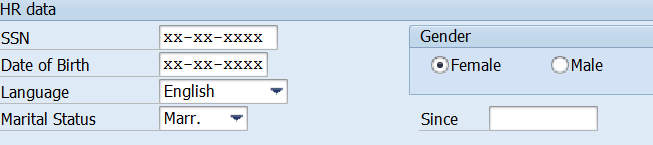 HR data
SSN xx-xx-xxxx
Gender
Date of Birth xx-xx-xxxx
Female Male
Language English
Marital Status Marr. Since